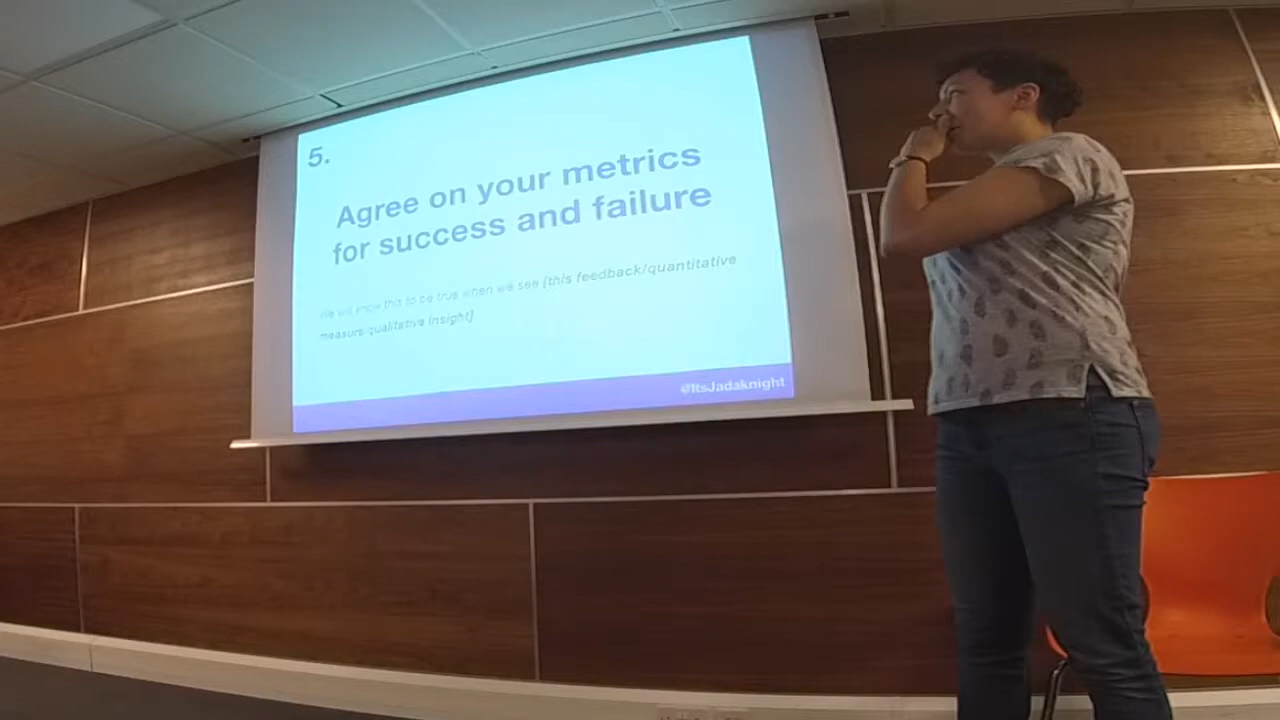 5.
Agree on your metrics
for success and failure
We will know this to be true when we see [this feedback/quantitative
measure/qualitative insight]
@ItsJadaknight